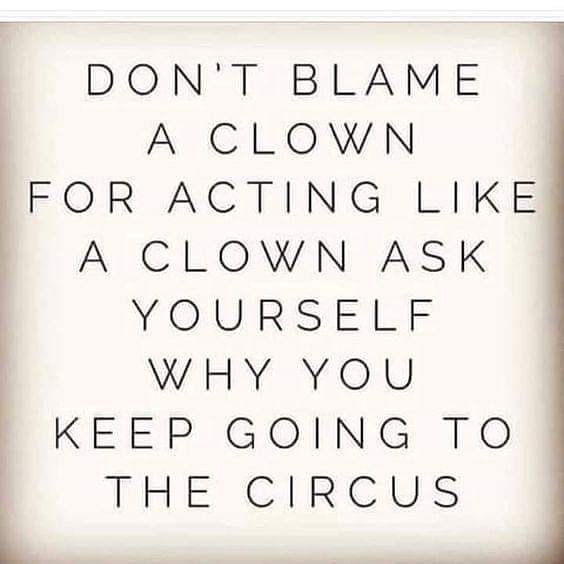 DON'T BLAME
A CLOWN
FOR ACTING LIKE
A CLOWN ASK
YOURSELF
WHY YOU
KEEP GOING TO
THE CIRCUS